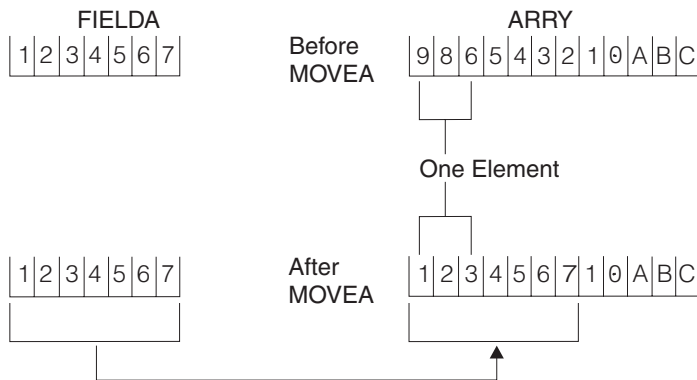 FIELDA ARRY
1 2 3 4 5 6 7 Before MOVEA 9 8 6 5 4 3 2 1 0 A B C
One Element
1 2 3 4 5 6 7 After MOVEA 1 2 3 4 5 6 7 1 0 A B C